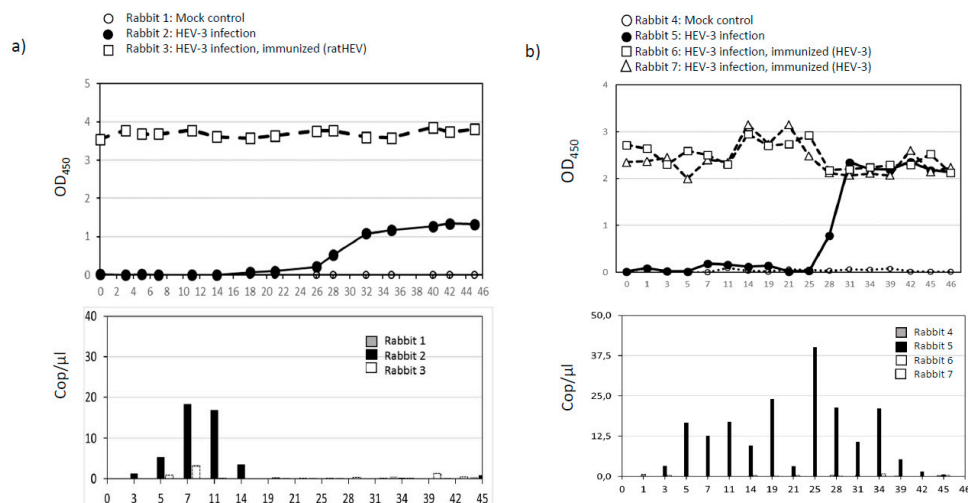 a)
Rabbit 1: Mock control
Rabbit 2: HEV-3 infection
Rabbit 3: HEV-3 infection, immunized (ratHEV)
OD450
5
4
3
2
1
0
0 2 4 6 8 10 12 14 16 18 20 22 24 26 28 30 32 34 36 38 40 42 44 46
Cop/µl
40
30
20
10
0
Rabbit 1
Rabbit 2
Rabbit 3
0 3 5 7 11 14 19 21 25 28 31 34 39 42 45
b)
Rabbit 4: Mock control
Rabbit 5: HEV-3 infection
Rabbit 6: HEV-3 infection, immunized (HEV-3)
Rabbit 7: HEV-3 infection, immunized (HEV-3)
OD450
5
4
3
2
1
0
0 1 3 5 7 11 14 19 21 25 28 31 34 39 42 45 46
Cop/µl
50,0
37,5
25,0
12,5
0
Rabbit 4
Rabbit 5
Rabbit 6
Rabbit 7
0 1 3 5 7 11 14 19 21 25 28 31 34 39 42 45 46